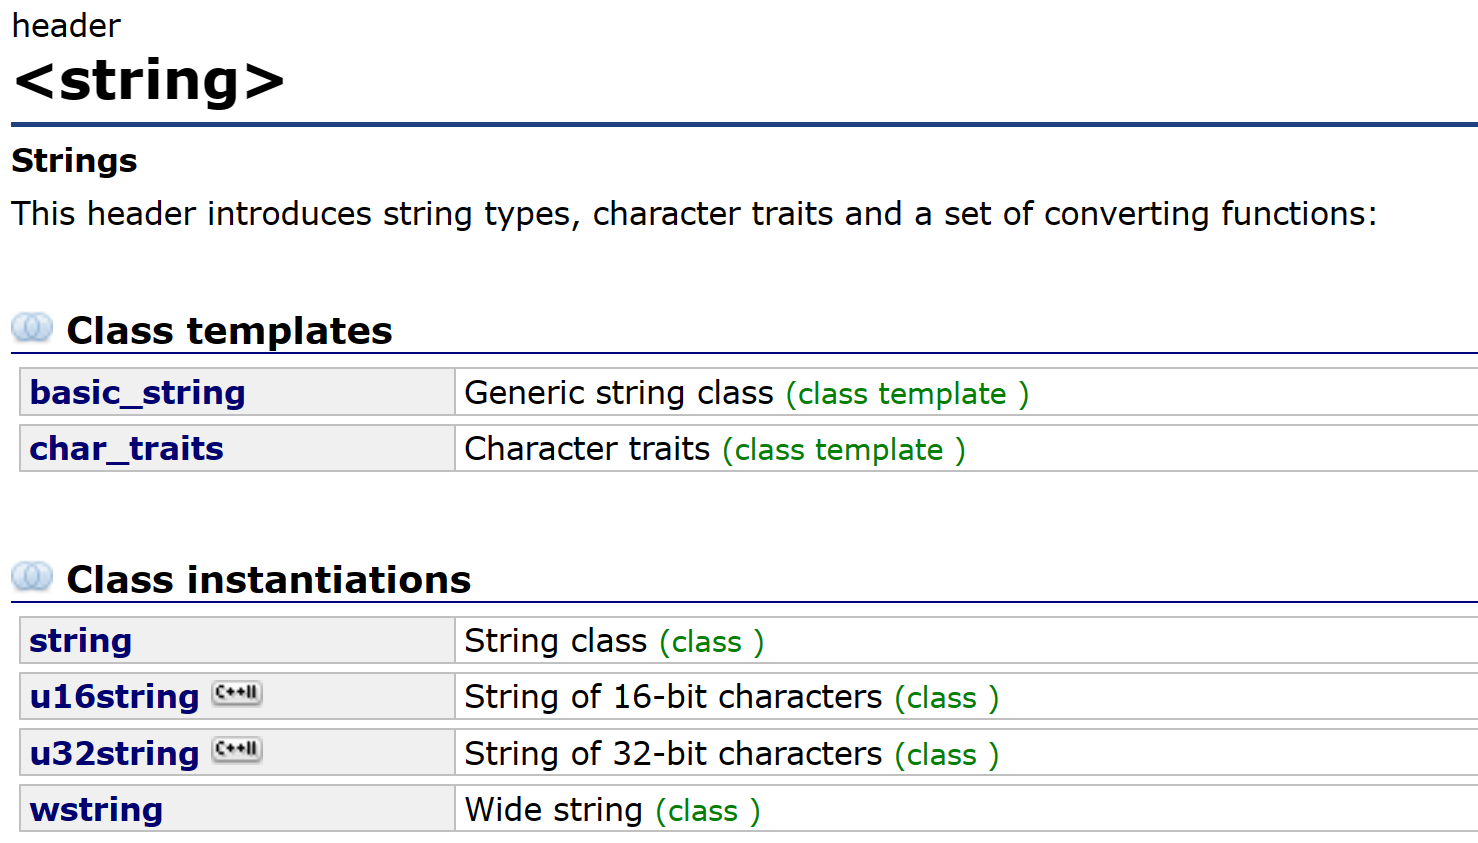 header
<string>
Strings
This header introduces string types, character traits and a set of converting functions:
Class templates
basic_string Generic string class (class template )
char_traits Character traits (class template )
Class instantiations
string String class (class )
u16string C++11 String of 16-bit characters (class )
u32string C++11 String of 32-bit characters (class )
wstring Wide string (class )